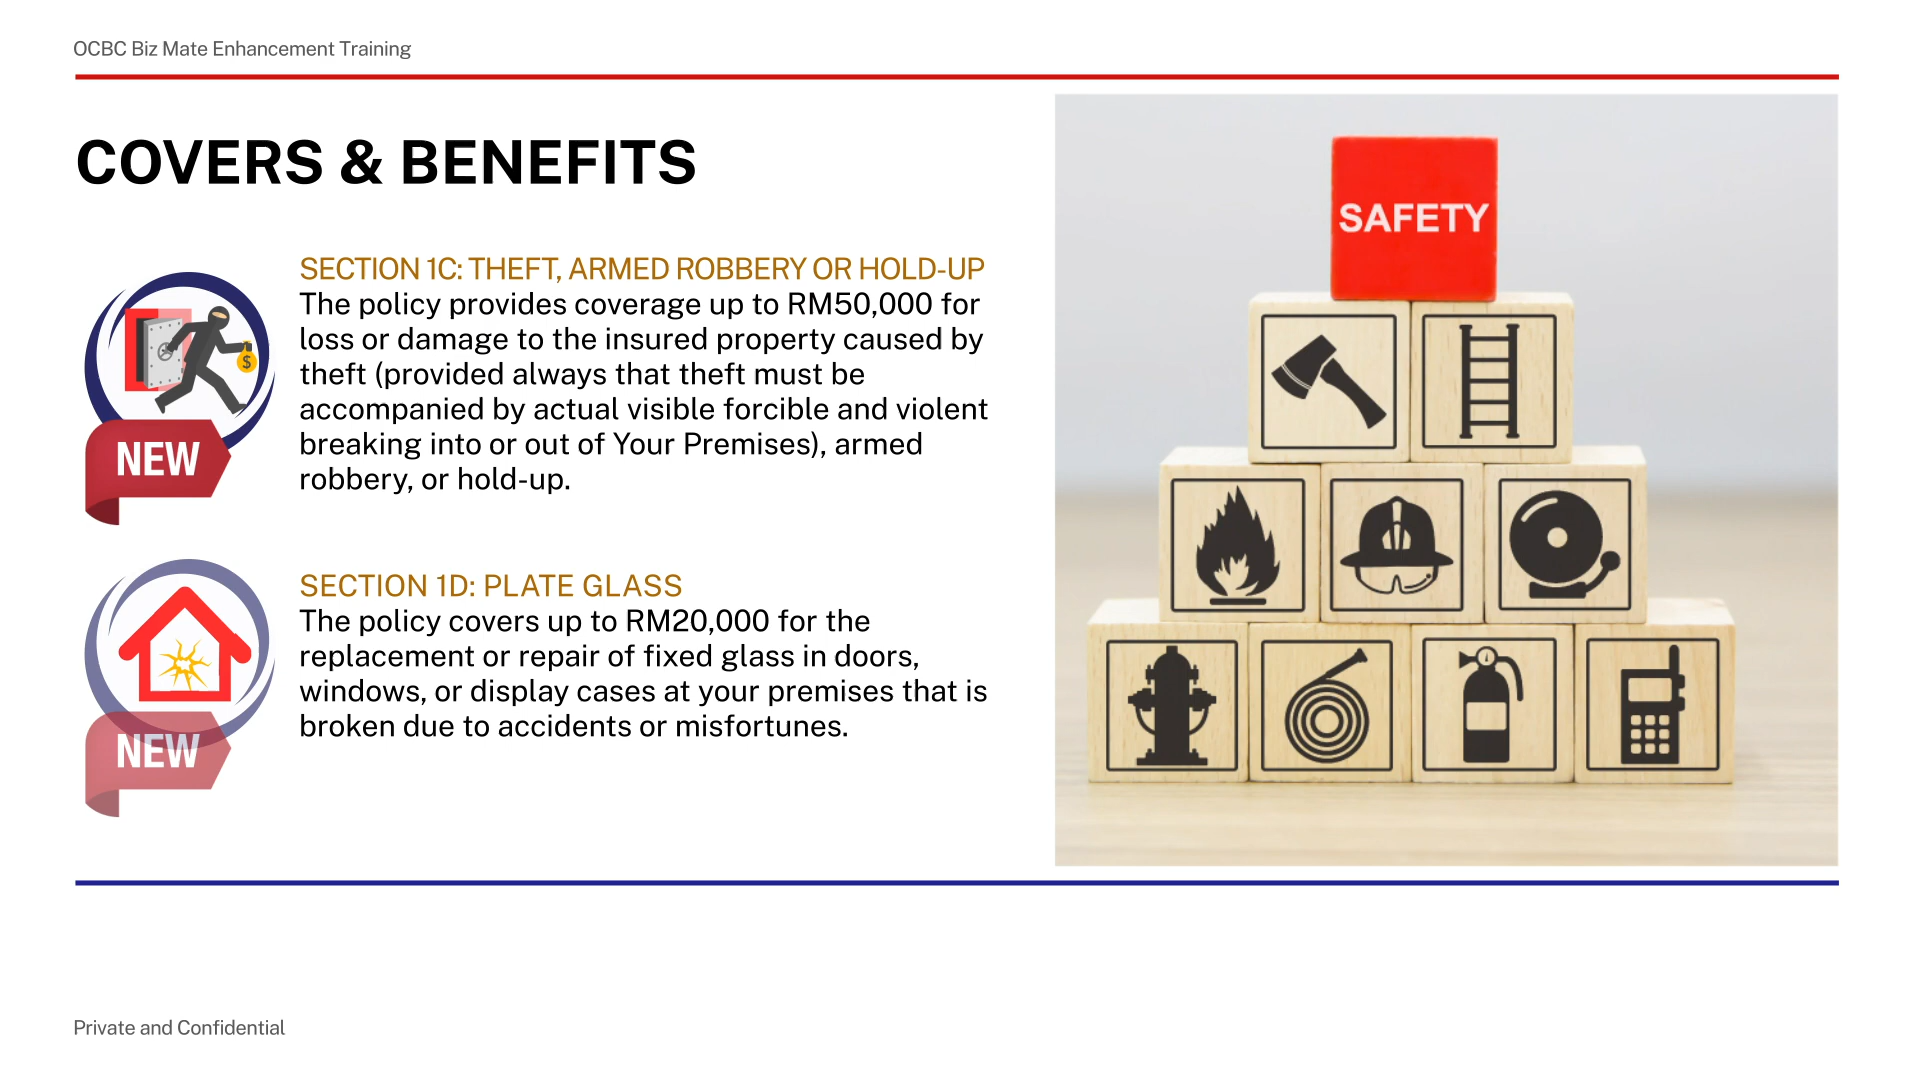 OCBC Biz Mate Enhancement Training
COVERS & BENEFITS
SECTION 1C: THEFT, ARMED ROBBERY OR HOLD-UP
The policy provides coverage up to RM50,000 for
loss or damage to the insured property caused by
theft (provided always that theft must be
accompanied by actual visible forcible and violent
breaking into or out of Your Premises), armed
robbery, or hold-up.
$
NEW
SECTION 1D: PLATE GLASS
The policy covers up to RM20,000 for the
replacement or repair of fixed glass in doors,
windows, or display cases at your premises that is
broken due to accidents or misfortunes.
NEW
SAFETY
Private and Confidential